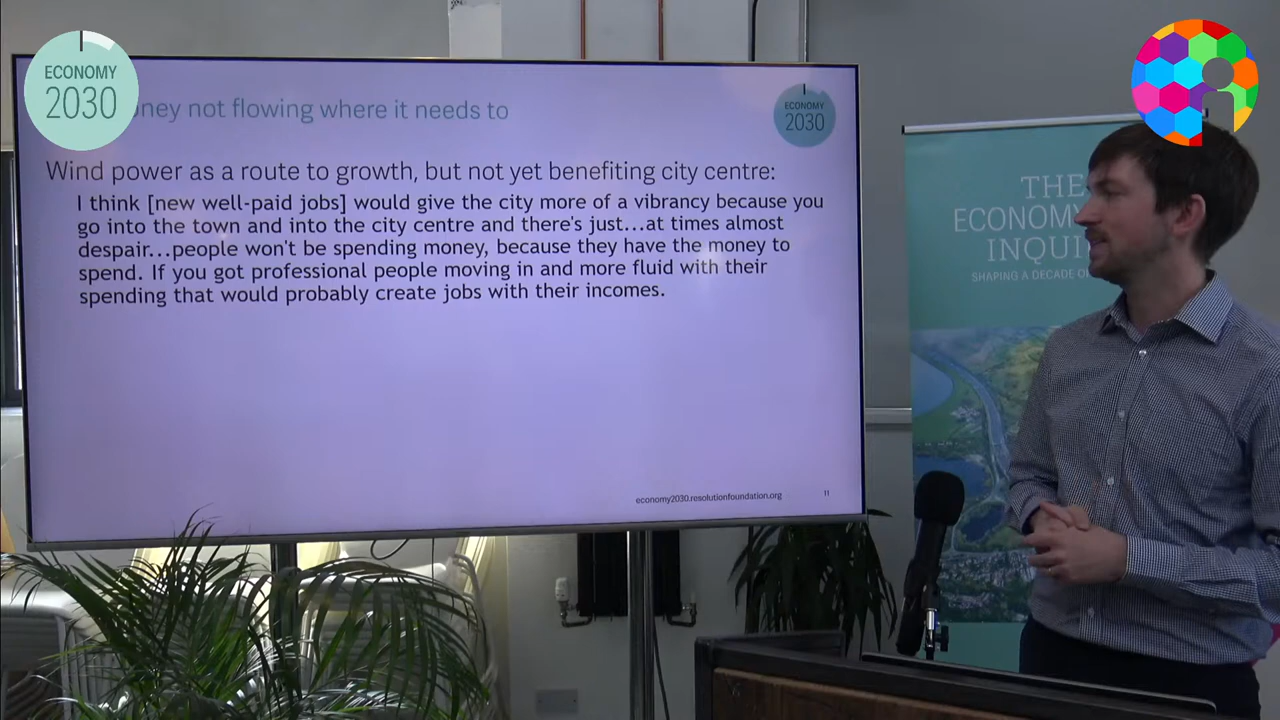 ECONOMY
2030
not flowing where it needs to
ECONOMY
2030
Wind power as a route to growth, but not yet benefiting city centre:
I think [new well-paid jobs] would give the city more of a vibrancy because you
go into the town and into the city centre and there's just...at times almost
despair...people won't be spending money, because they have the money to
spend. If you got professional people moving in and more fluid with their
spending that would probably create jobs with their incomes.
economy2030.resolutionfoundation.org
11
THE
ECONOMY
INQUI
SHAPING A DECADE O